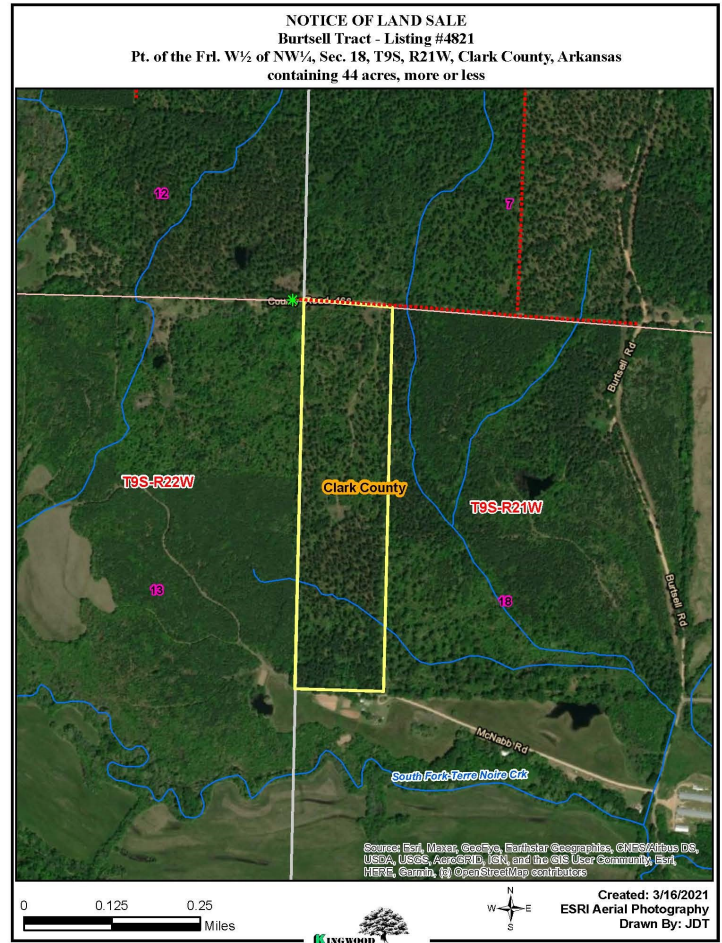 NOTICE OF LAND SALE
Burtsell Tract - Listing #4821
Pt. of the Frl. W½ of NW¼, Sec. 18, T9S, R21W, Clark County, Arkansas
containing 44 acres, more or less
12
7
Burtsell Rd
T9S-R22W
Clark County
T9S-R21W
13
18
Burtsell Rd
McNabb Rd
South Fork-Terre Noire Crk
Source: Esri, Maxar, GeoEye, Earthstar Geographics, CNES/Airbus DS,
USDA, USGS, AeroGRID, IGN, and the GIS User Community, Esri,
HERE, Garmin, (c) OpenStreetMap contributors
0 0.125 0.25
Miles
N
W E
S
KINGWOOD
Created: 3/16/2021
ESRI Aerial Photography
Drawn By: JDT